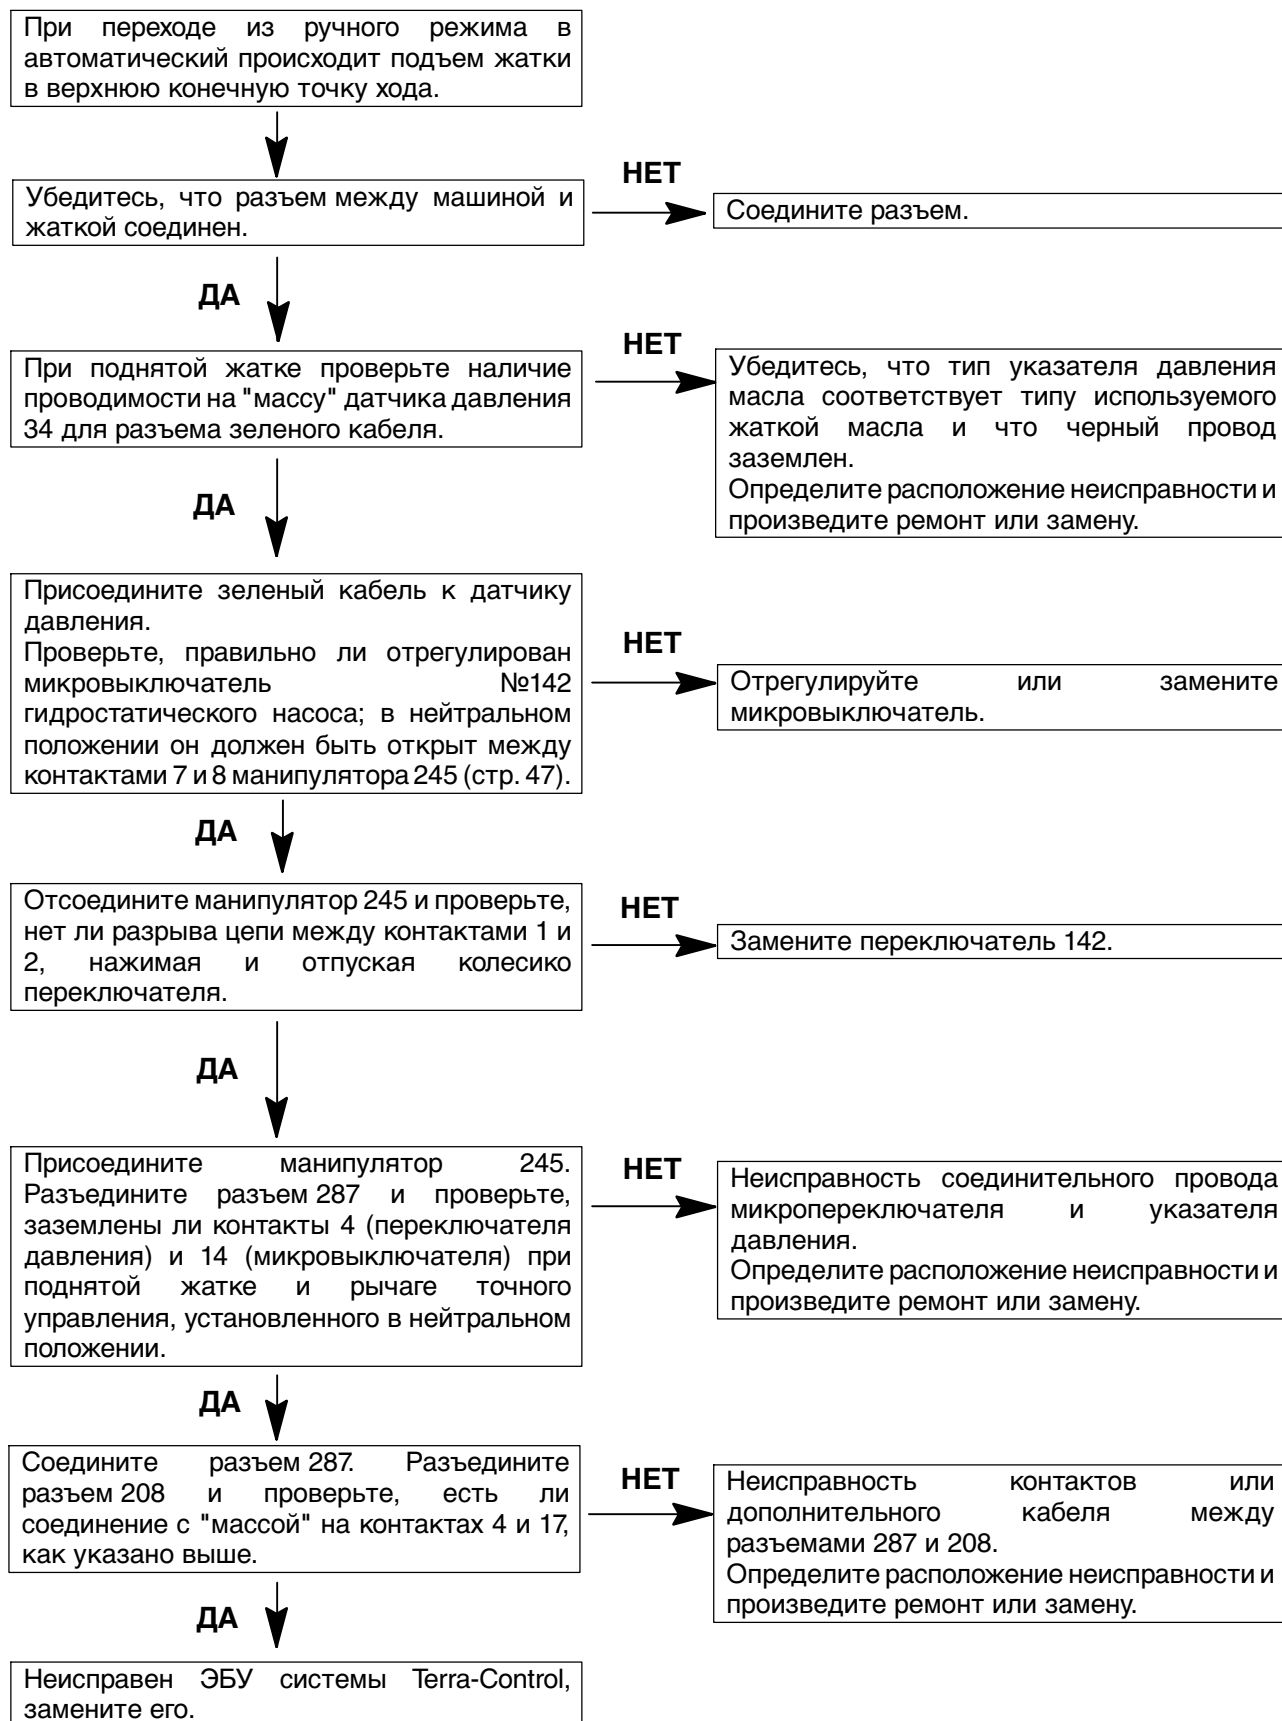 При переходе из ручного режима в
автоматический происходит подъем жатки
в верхнюю конечную точку хода.
Убедитесь, что разъем между машиной и
жаткой соединен.
НЕТ
Соедините разъем.
ДА
При поднятой жатке проверьте наличие
проводимости на "массу" датчика давления
34 для разъема зеленого кабеля.
НЕТ
Убедитесь, что тип указателя давления
масла соответствует типу используемого
жаткой масла и что черный провод
заземлен.
Определите расположение неисправности и
произведите ремонт или замену.
ДА
Присоедините зеленый кабель к датчику
давления.
Проверьте, правильно ли отрегулирован
микровыключатель №142
гидростатического насоса; в нейтральном
положении он должен быть открыт между
контактами 7 и 8 манипулятора 245 (стр. 47).
НЕТ
Отрегулируйте или замените
микровыключатель.
ДА
Отсоедините манипулятор 245 и проверьте,
нет ли разрыва цепи между контактами 1 и
2, нажимая и отпуская колесико
переключателя.
НЕТ
Замените переключатель 142.
ДА
Присоедините манипулятор 245.
Разъедините разъем 287 и проверьте,
заземлены ли контакты 4 (переключателя
давления) и 14 (микровыключателя) при
поднятой жатке и рычаге точного
управления, установленного в нейтральном
положении.
НЕТ
Неисправность соединительного провода
микропереключателя и указателя
давления.
Определите расположение неисправности и
произведите ремонт или замену.
ДА
Соедините разъем 287. Разъедините
разъем 208 и проверьте, есть ли
соединение с "массой" на контактах 4 и 17,
как указано выше.
НЕТ
Неисправность контактов или
дополнительного кабеля между
разъемами 287 и 208.
Определите расположение неисправности и
произведите ремонт или замену.
ДА
Неисправен ЭБУ системы Terra-Control,
замените его.